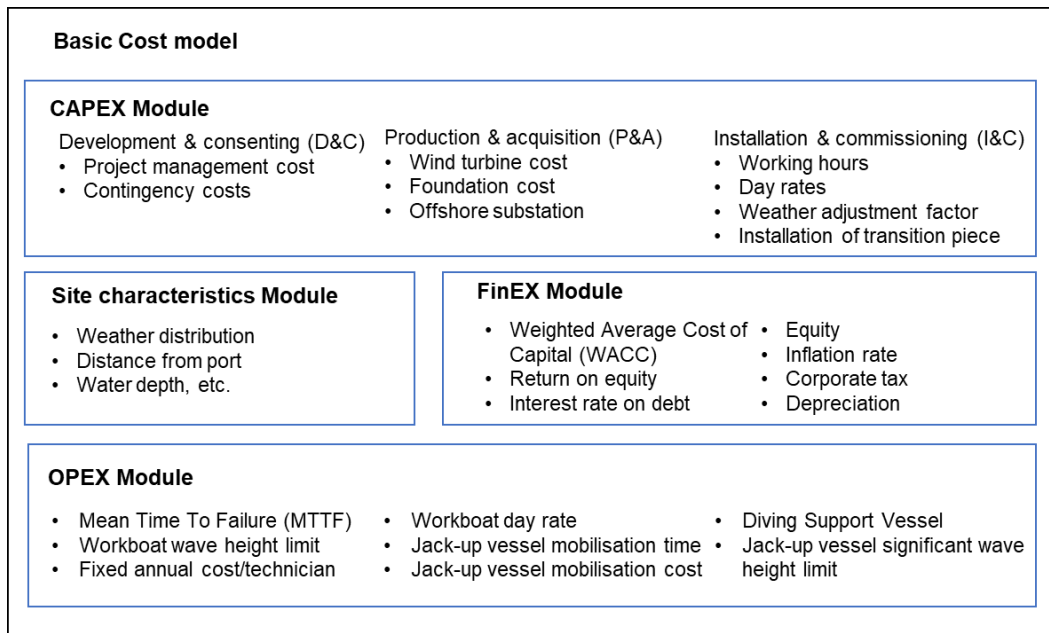 Basic Cost model
CAPEX Module
Development & consenting (D&C)
• Project management cost
• Contingency costs
Production & acquisition (P&A)
• Wind turbine cost
• Foundation cost
• Offshore substation
Installation & commissioning (I&C)
• Working hours
• Day rates
• Weather adjustment factor
• Installation of transition piece
Site characteristics Module
• Weather distribution
• Distance from port
• Water depth, etc.
FinEX Module
• Weighted Average Cost of
Capital (WACC)
• Return on equity
• Interest rate on debt
• Equity
• Inflation rate
• Corporate tax
• Depreciation
OPEX Module
• Mean Time To Failure (MTTF)
• Workboat wave height limit
• Fixed annual cost/technician
• Workboat day rate
• Jack-up vessel mobilisation time
• Jack-up vessel mobilisation cost
• Diving Support Vessel
• Jack-up vessel significant wave
height limit